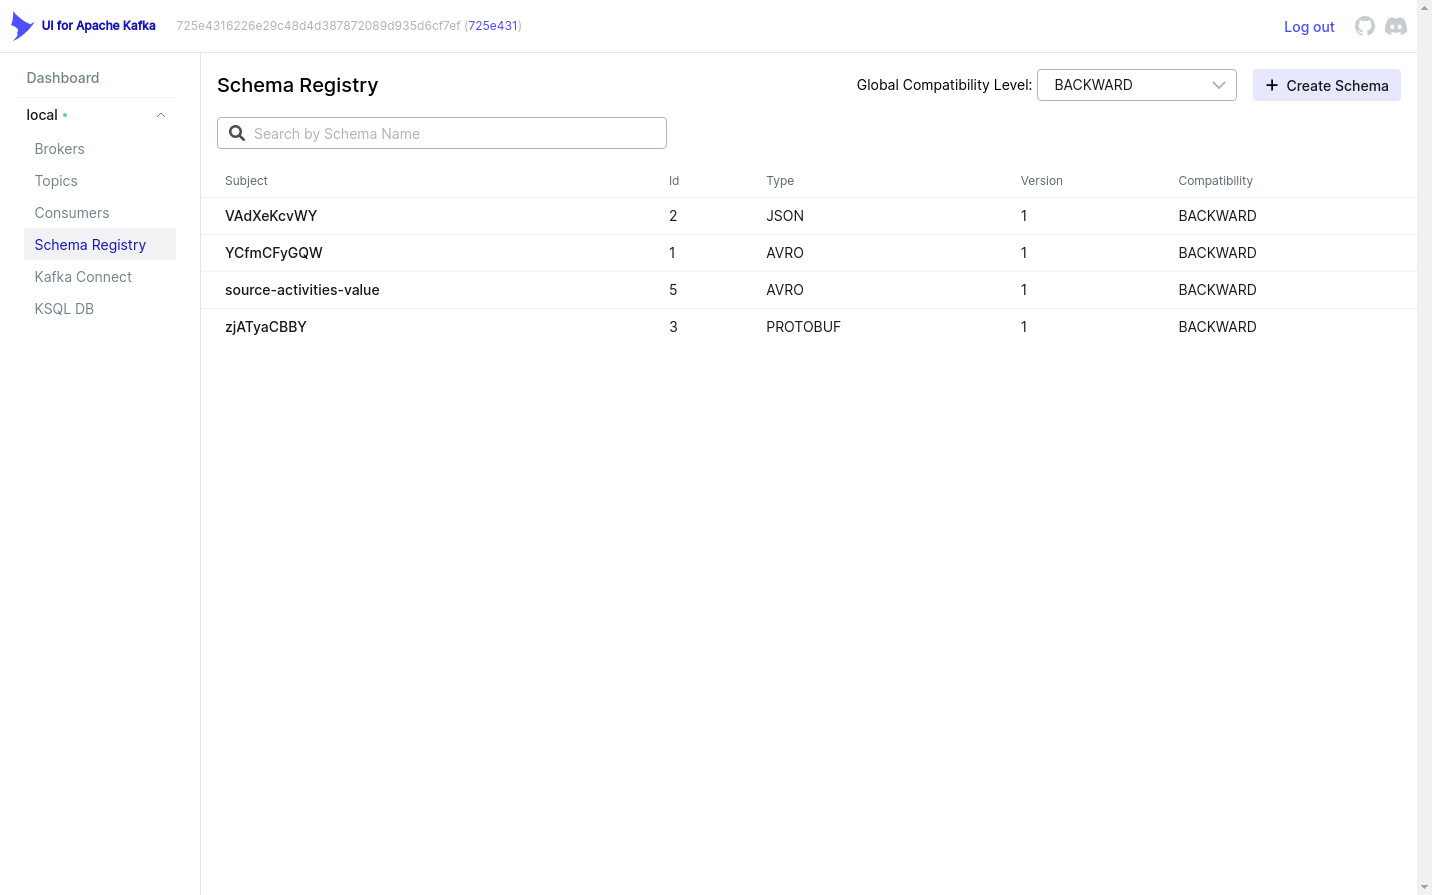 UI for Apache Kafka 725e4316226e29c48d4d387872089d935d6cf7ef (725e431) Log out
Dashboard
local
Brokers
Topics
Consumers
Schema Registry
Kafka Connect
KSQL DB
Schema Registry Global Compatibility Level: BACKWARD Create Schema
Search by Schema Name
Subject Id Type Version Compatibility
VAdXeKcvWY 2 JSON 1 BACKWARD
YCfmCFyGQW 1 AVRO 1 BACKWARD
source-activities-value 5 AVRO 1 BACKWARD
zjATyaCBBY 3 PROTOBUF 1 BACKWARD